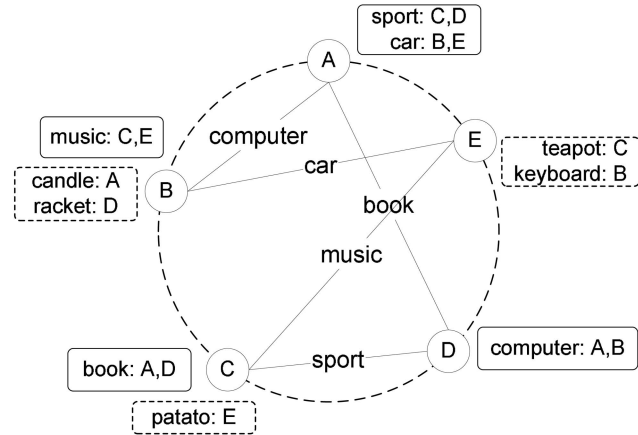 sport: C,D
car: B,E
A
music: C,E
computer
E
teapot: C
keyboard: B
candle: A
racket: D
B
car
book
music
book: A,D
C
sport
D
computer: A,B
patato: E